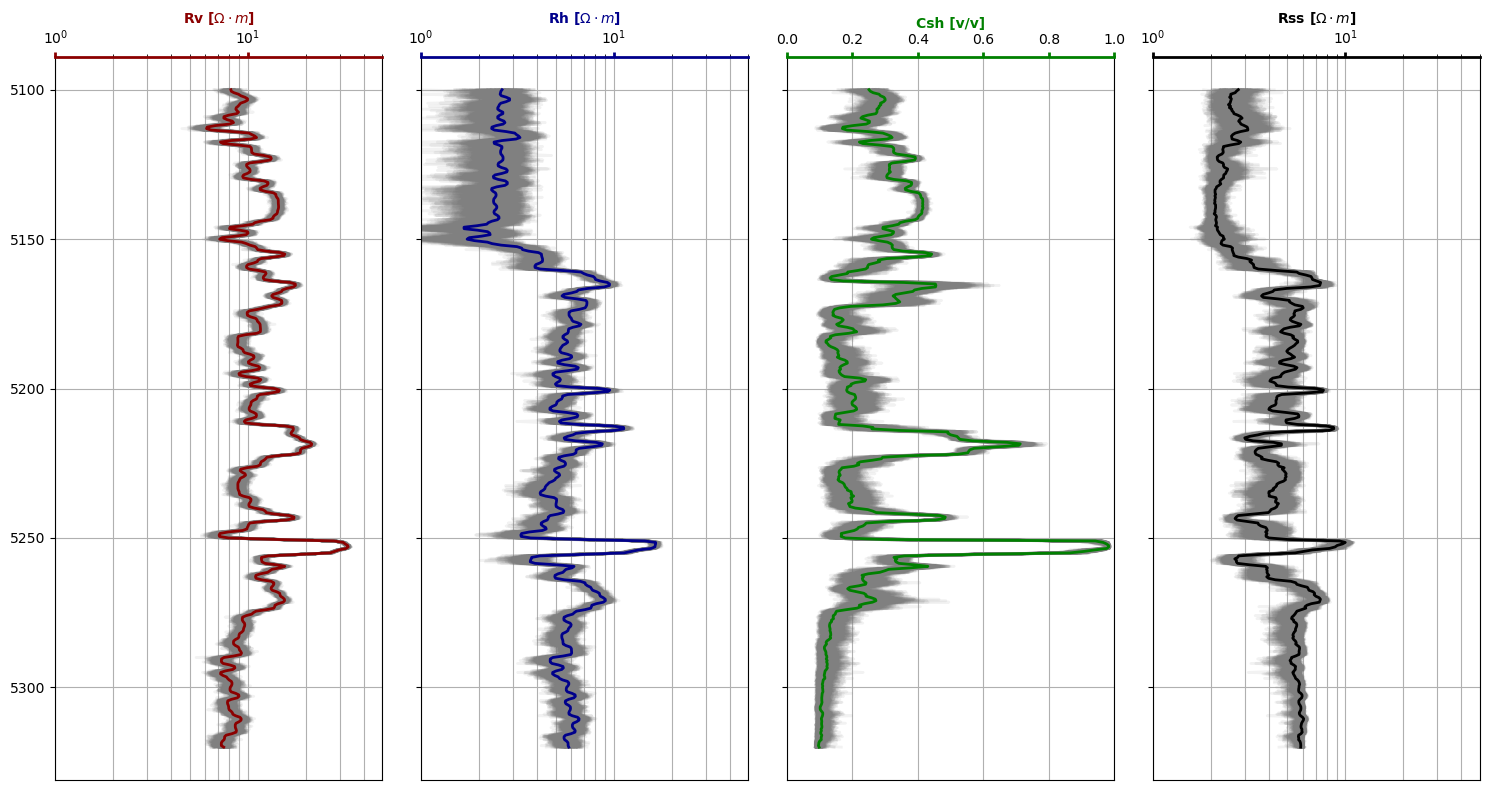 Rv [Ω · m]
Rh [Ω · m]
Csh [v/v]
Rss [Ω · m]
10⁰ 10¹
10⁰ 10¹
0.0 0.2 0.4 0.6 0.8 1.0
10⁰ 10¹
5100
5150
5200
5250
5300